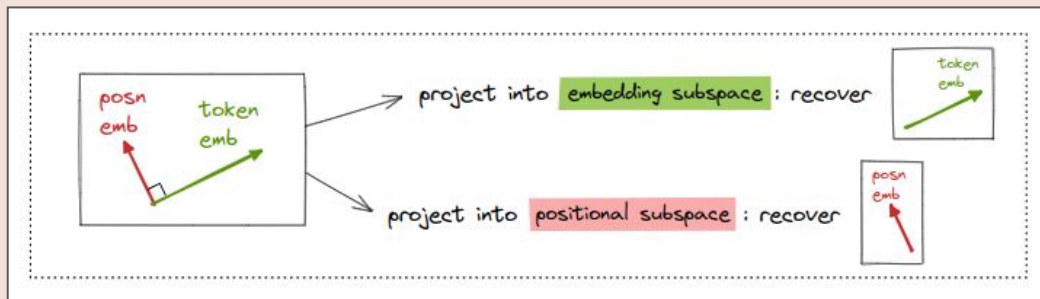 posn
emb
token
emb
project into embedding subspace : recover
token
emb
project into positional subspace : recover
posn
emb